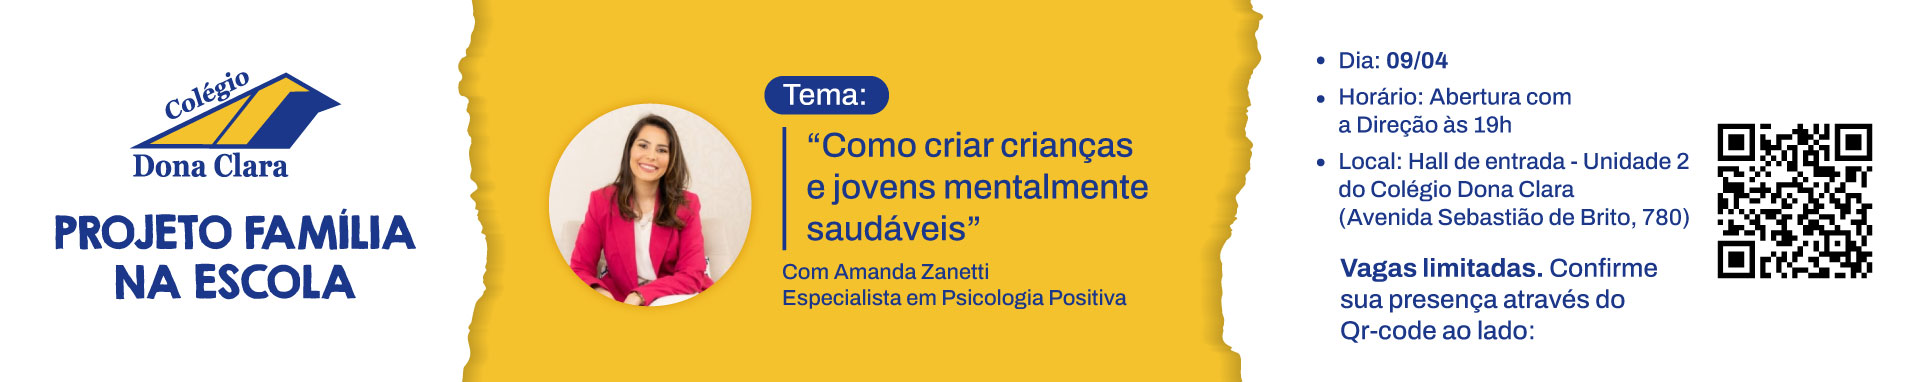 Colégio
Dona Clara
PROJETO FAMÍLIA
NA ESCOLA
Tema:
“Como criar crianças
e jovens mentalmente
saudáveis”
Com Amanda Zanetti
Especialista em Psicologia Positiva
• Dia: 09/04
• Horário: Abertura com
a Direção às 19h
• Local: Hall de entrada - Unidade 2
do Colégio Dona Clara
(Avenida Sebastião de Brito, 780)
Vagas limitadas. Confirme
sua presença através do
Qr-code ao lado: